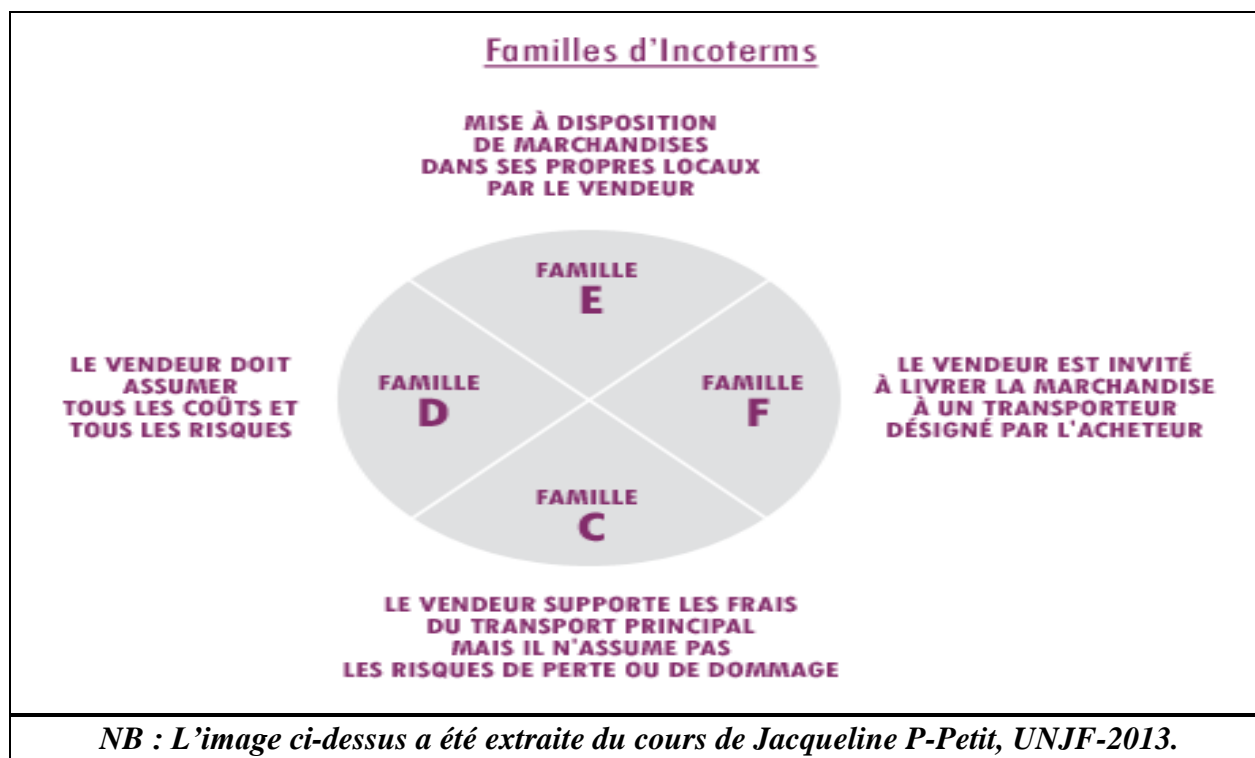 Familles d'Incoterms
MISE À DISPOSITION
DE MARCHANDISES
DANS SES PROPRES LOCAUX
PAR LE VENDEUR
FAMILLE
E
LE VENDEUR DOIT
ASSUMER
TOUS LES COÛTS ET
TOUS LES RISQUES
FAMILLE
D
FAMILLE
F
LE VENDEUR EST INVITÉ
À LIVRER LA MARCHANDISE
À UN TRANSPORTEUR
DÉSIGNÉ PAR L'ACHETEUR
FAMILLE
C
LE VENDEUR SUPPORTE LES FRAIS
DU TRANSPORT PRINCIPAL
MAIS IL N'ASSUME PAS
LES RISQUES DE PERTE OU DE DOMMAGE
NB : L'image ci-dessus a été extraite du cours de Jacqueline P-Petit, UNJF-2013.